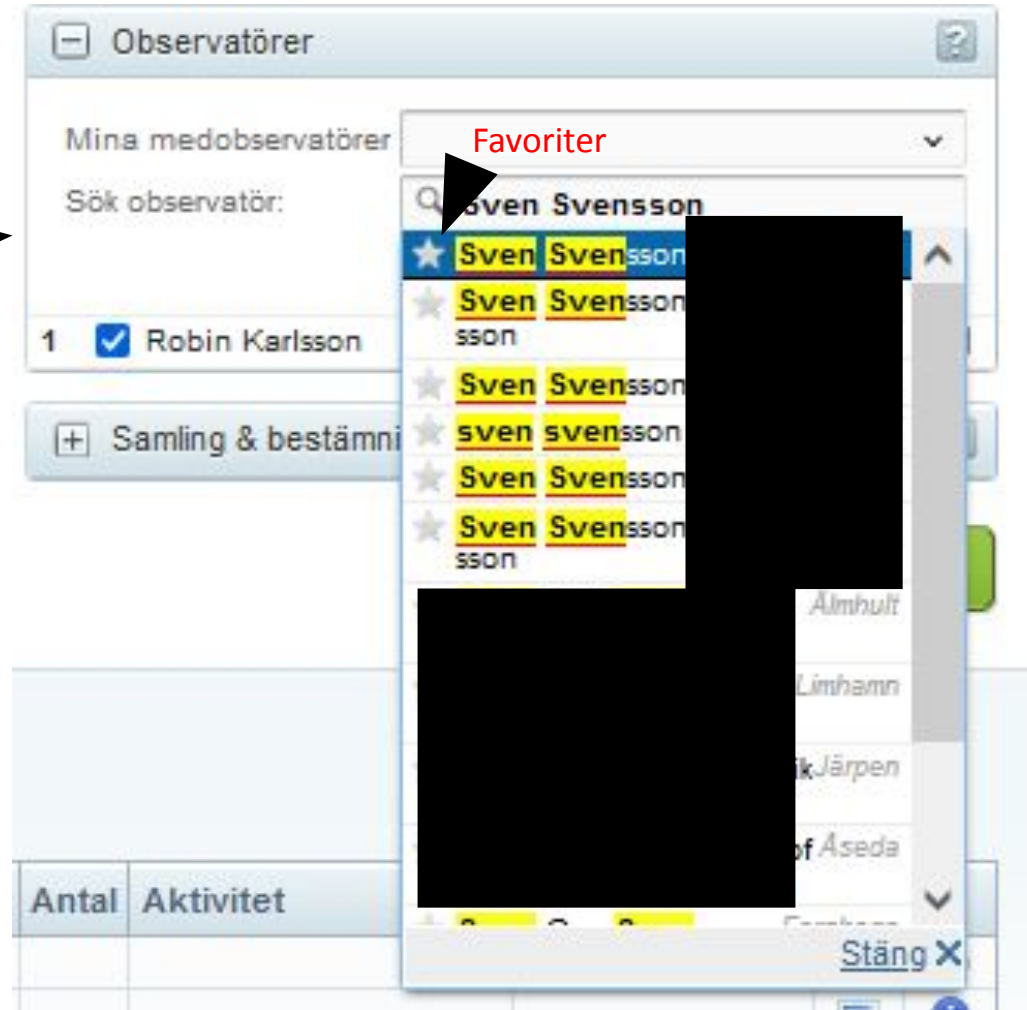 Observatörer
Mina medobservatörer
Favoriter
Sök observatör:
Sven Svensson
Sven Svensson
Sven Svensson
sson
1 Robin Karlsson
Sven Svensson
sven svensson
Samling & bestämni
Sven Svensson
Sven Svensson
sson
Älmhult
Limhamn
Järpen
Åseda
Antal Aktivitet
Stäng